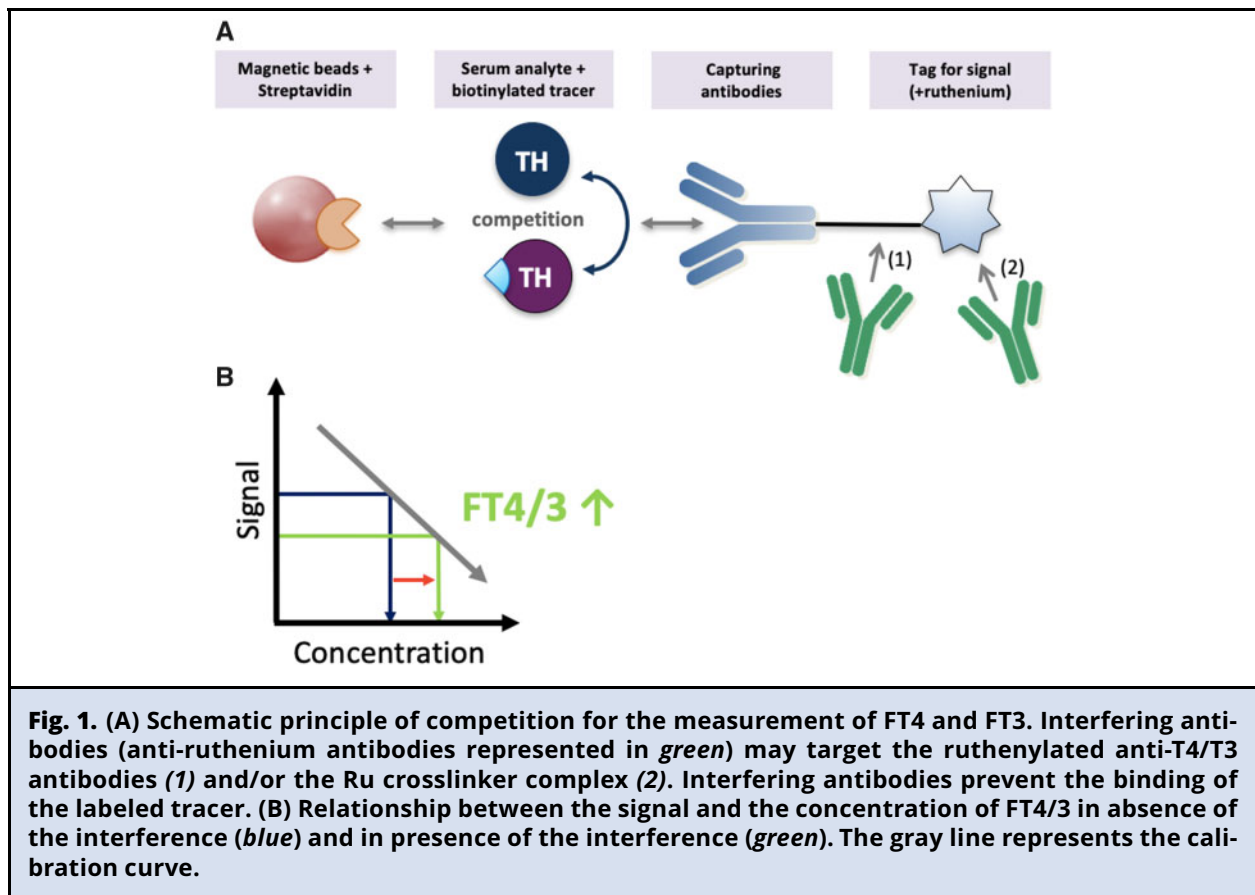 A
Magnetic beads +
Streptavidin
Serum analyte +
biotinylated tracer
Capturing
antibodies
Tag for signal
(+ruthenium)
TH
competition
TH
(1)
(2)
B
Signal
FT4/3 ↑
Concentration
Fig. 1. (A) Schematic principle of competition for the measurement of FT4 and FT3. Interfering anti-
bodies (anti-ruthenium antibodies represented in green) may target the ruthenylated anti-T4/T3
antibodies (1) and/or the Ru crosslinker complex (2). Interfering antibodies prevent the binding of
the labeled tracer. (B) Relationship between the signal and the concentration of FT4/3 in absence of
the interference (blue) and in presence of the interference (green). The gray line represents the cali-
bration curve.